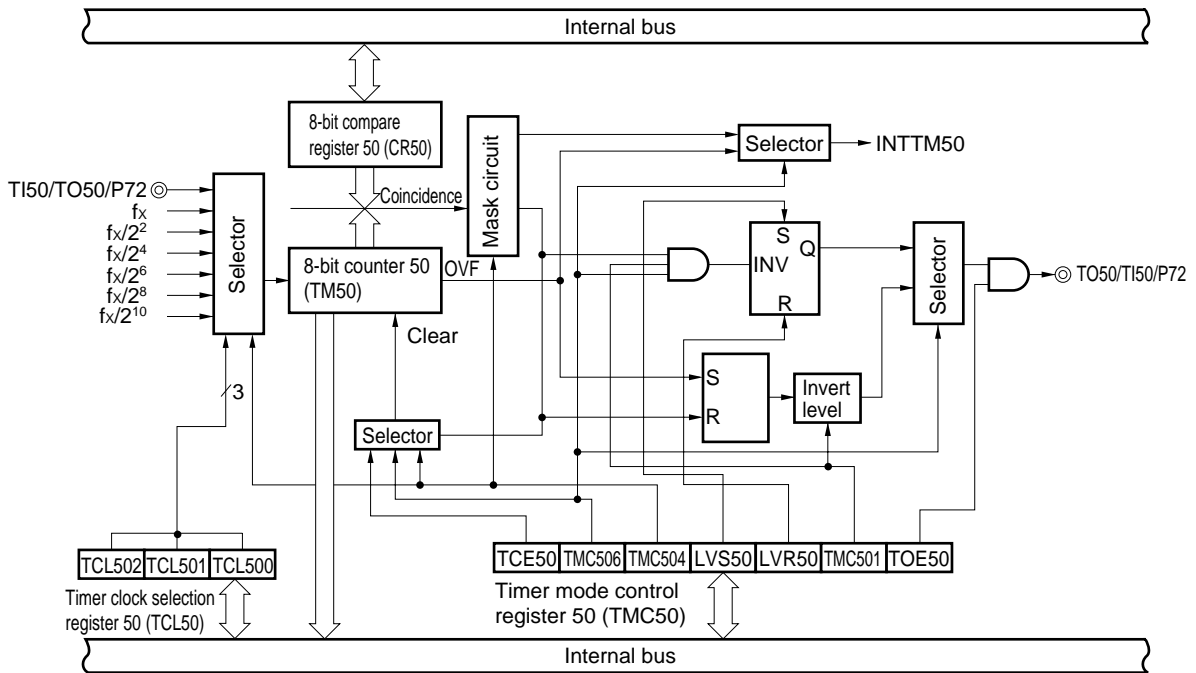 Internal bus
8-bit compare
register 50 (CR50)
Mask circuit
Selector
INTTM50
TI50/TO50/P72
fX
fX/2²
fX/2⁴
fX/2⁶
fX/2⁸
fX/2¹⁰
Selector
Coincidence
8-bit counter 50
(TM50)
OVF
Clear
S
INV
Q
R
Selector
TO50/TI50/P72
3
Selector
S
R
Invert
level
TCL502 TCL501 TCL500
Timer clock selection
register 50 (TCL50)
TCE50 TMC506 TMC504 LVS50 LVR50 TMC501 TOE50
Timer mode control
register 50 (TMC50)
Internal bus